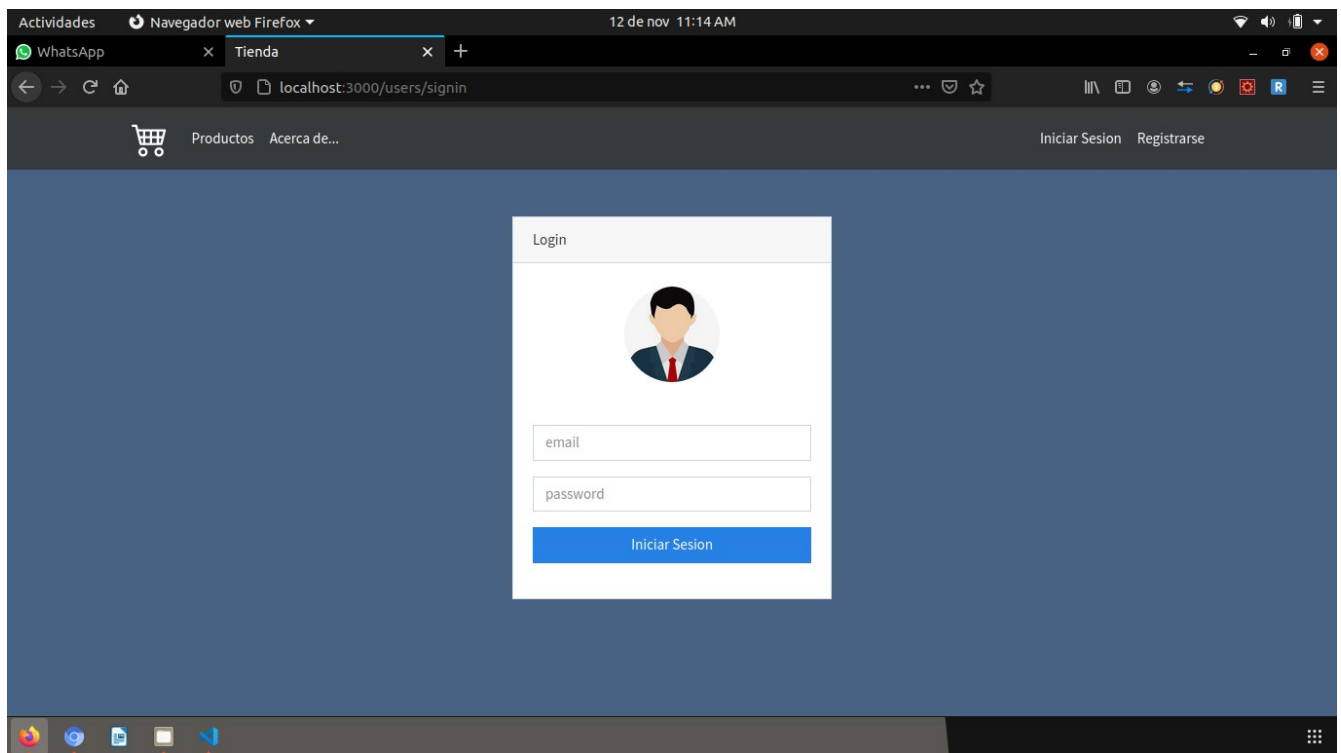 Actividades Navegador web Firefox 12 de nov 11:14 AM
WhatsApp Tienda
localhost:3000/users/signin
Productos Acerca de... Iniciar Sesion Registrarse
Login
email
password
Iniciar Sesion